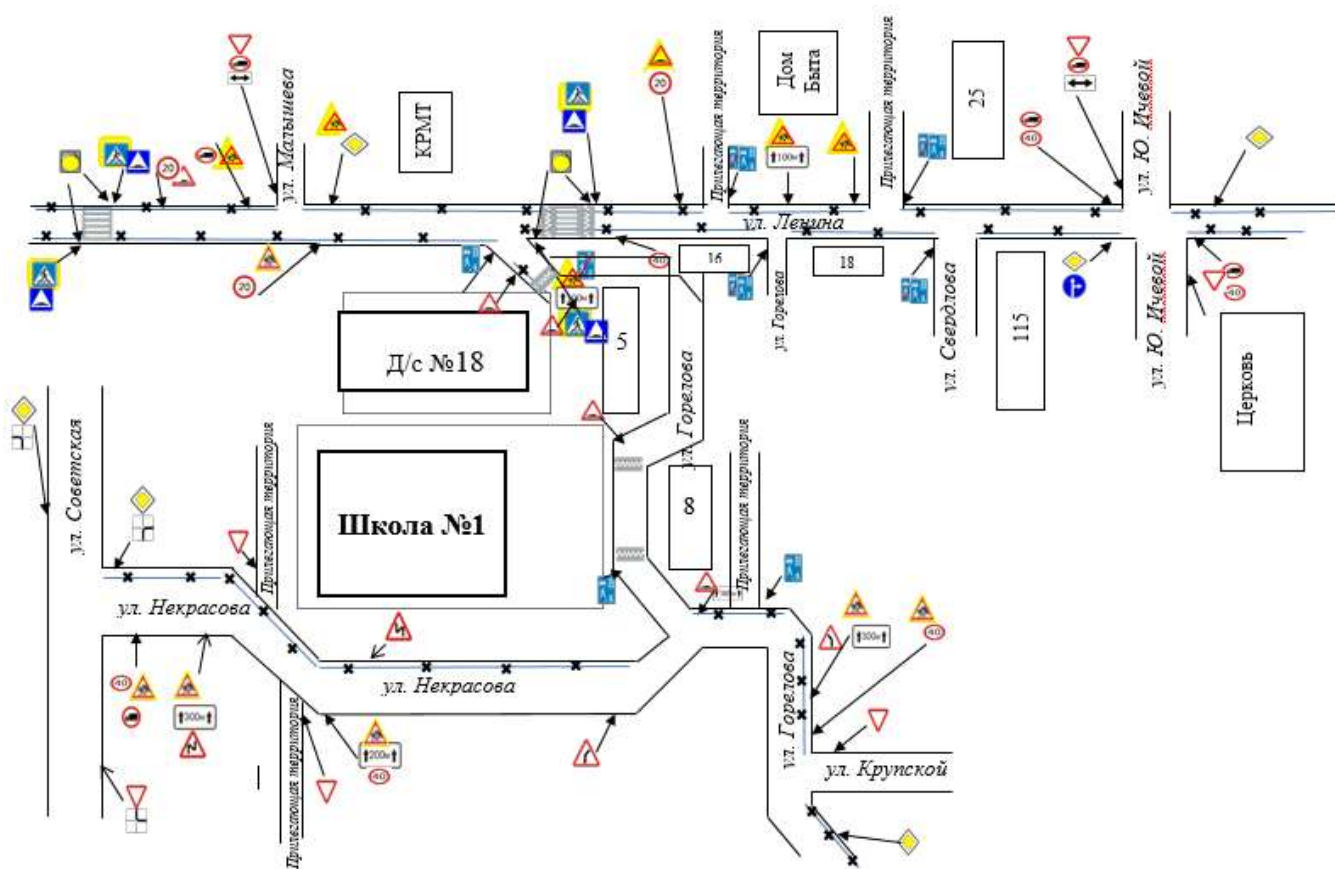 ул. Малышева
КРМТ
20
Прилегающая территория
Дом
Быта
Прилегающая территория
25
ул. Ю. Ичевой
20
100м
40
ул. Ленина
20
40
16
18
ул. Горелова
ул. Свердлова
115
ул. Ю. Ичевой
40
Церковь
Д/с №18
5
ул. Горелова
ул. Советская
Прилегающая территория
Школа №1
8
Прилегающая территория
ул. Некрасова
ул. Некрасова
40
300м
Прилегающая территория
200м
40
300м
40
ул. Горелова
ул. Крупской